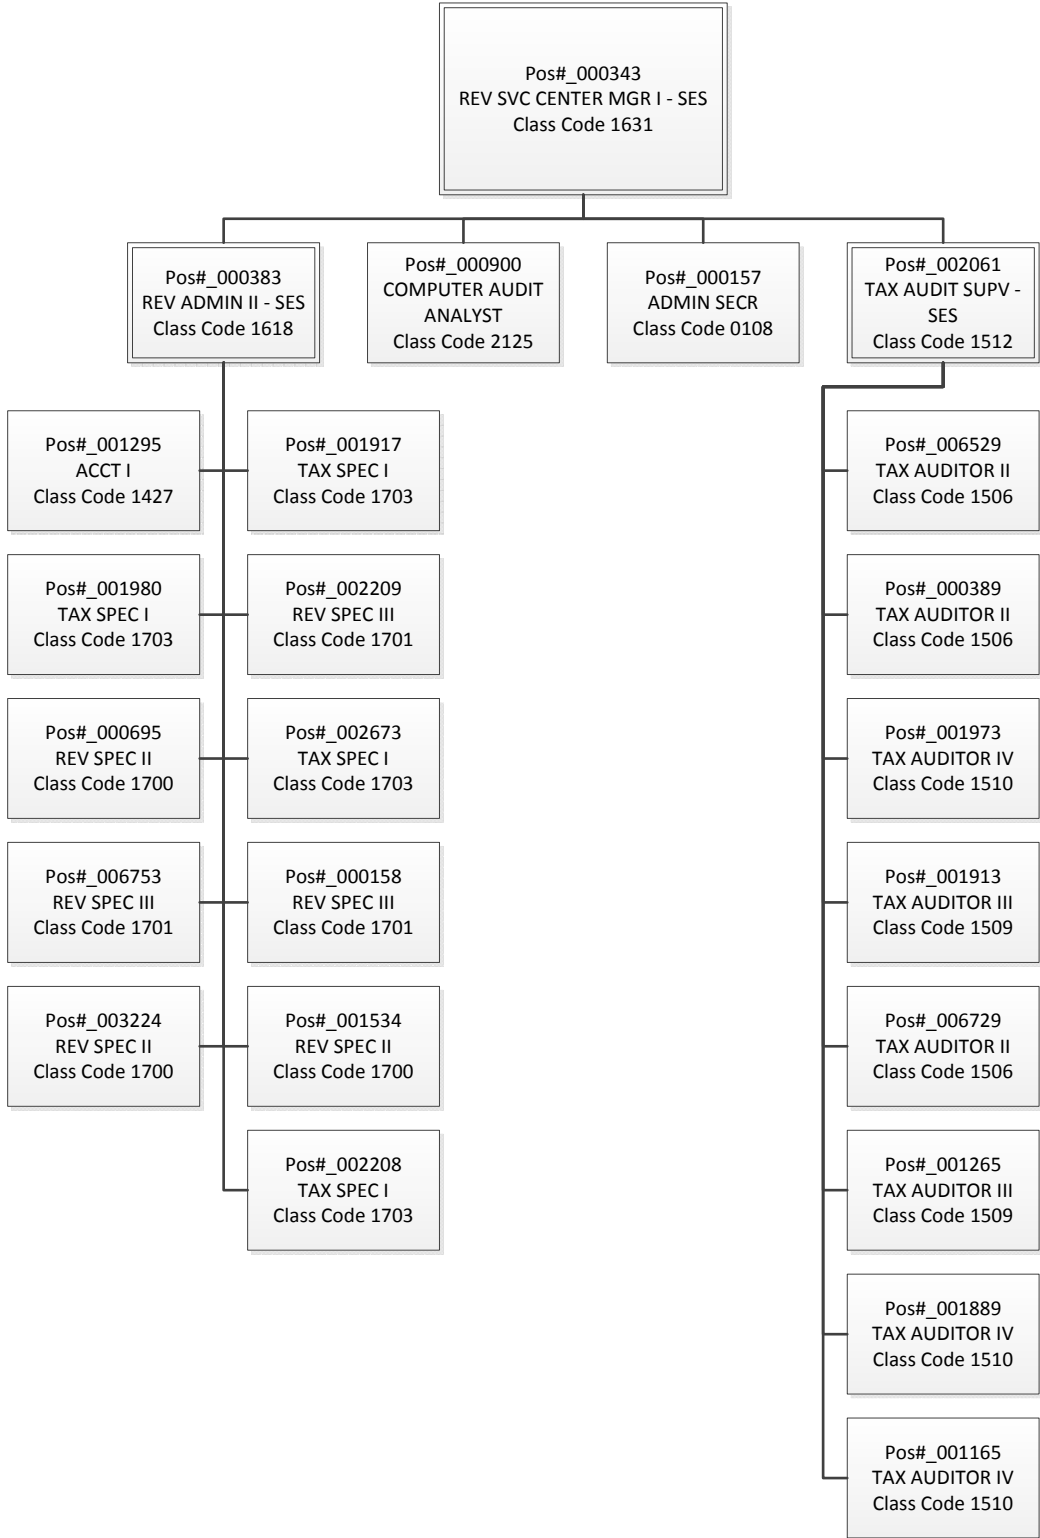 Pos#_000343
REV SVC CENTER MGR I - SES
Class Code 1631
Pos#_000383
REV ADMIN II - SES
Class Code 1618
Pos#_000900
COMPUTER AUDIT
ANALYST
Class Code 2125
Pos#_000157
ADMIN SECR
Class Code 0108
Pos#_002061
TAX AUDIT SUPV -
SES
Class Code 1512
Pos#_001295
ACCT I
Class Code 1427
Pos#_001917
TAX SPEC I
Class Code 1703
Pos#_001980
TAX SPEC I
Class Code 1703
Pos#_002209
REV SPEC III
Class Code 1701
Pos#_000695
REV SPEC II
Class Code 1700
Pos#_002673
TAX SPEC I
Class Code 1703
Pos#_006753
REV SPEC III
Class Code 1701
Pos#_000158
REV SPEC III
Class Code 1701
Pos#_003224
REV SPEC II
Class Code 1700
Pos#_001534
REV SPEC II
Class Code 1700
Pos#_002208
TAX SPEC I
Class Code 1703
Pos#_006529
TAX AUDITOR II
Class Code 1506
Pos#_000389
TAX AUDITOR II
Class Code 1506
Pos#_001973
TAX AUDITOR IV
Class Code 1510
Pos#_001913
TAX AUDITOR III
Class Code 1509
Pos#_006729
TAX AUDITOR II
Class Code 1506
Pos#_001265
TAX AUDITOR III
Class Code 1509
Pos#_001889
TAX AUDITOR IV
Class Code 1510
Pos#_001165
TAX AUDITOR IV
Class Code 1510